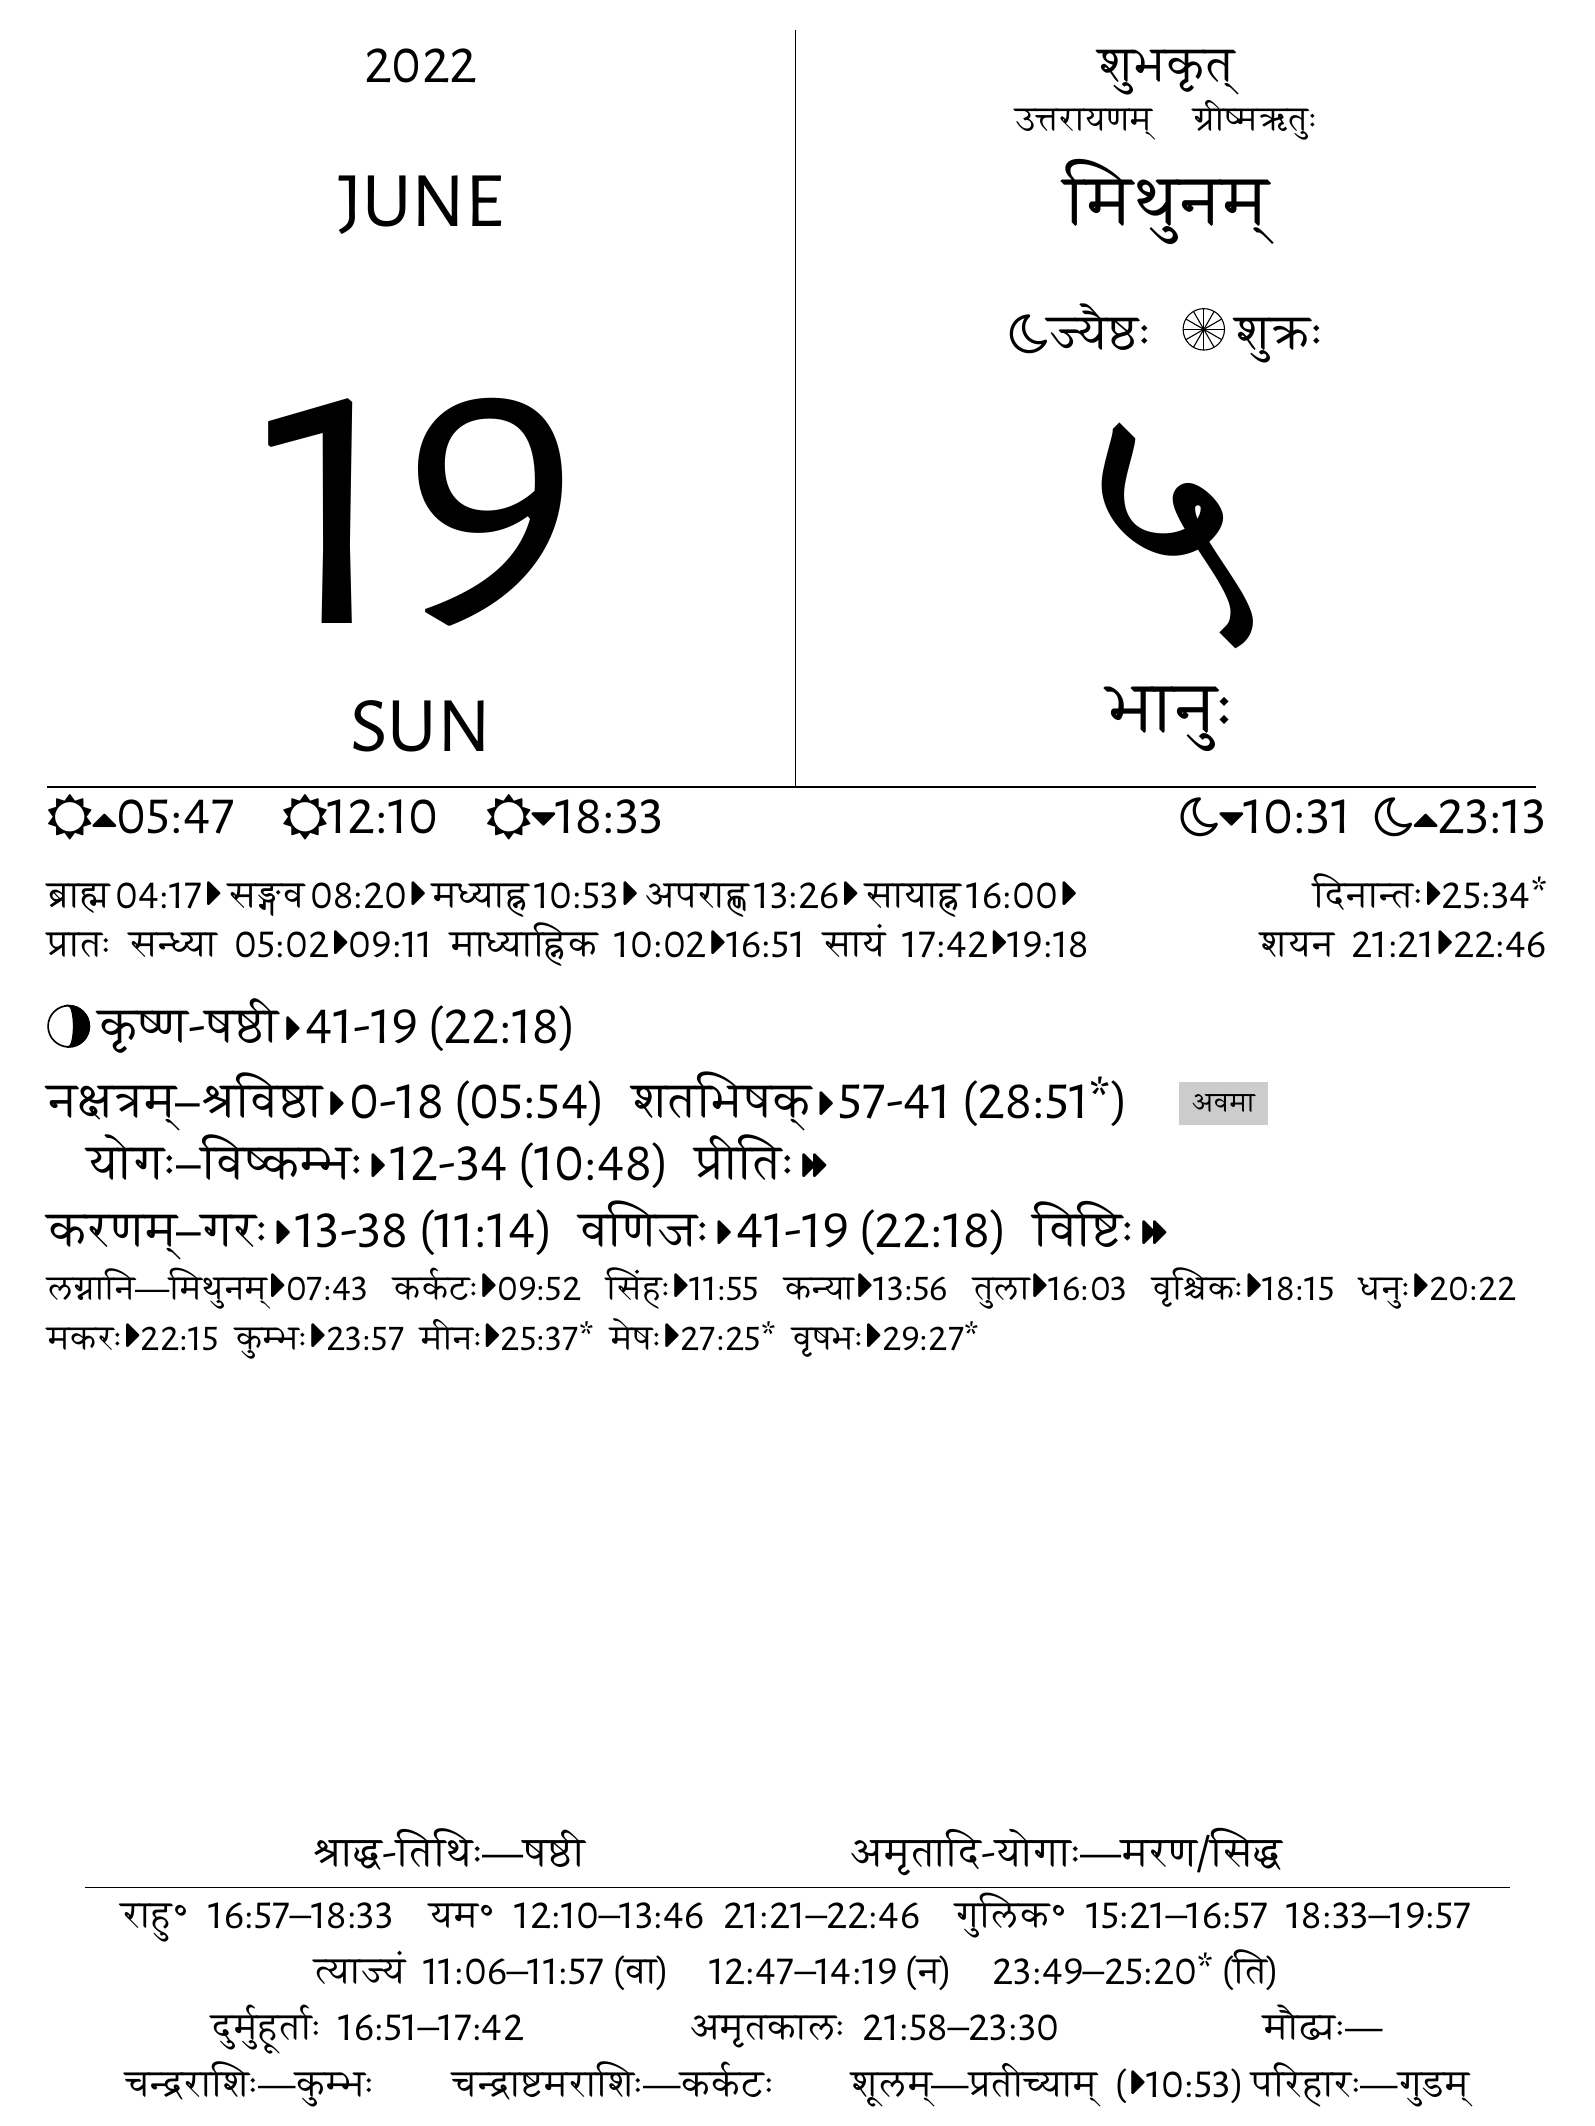 2022
JUNE
19
SUN
शुभकृत्
उत्तरायणम् ग्रीष्मऋतुः
मिथुनम्
ज्यैष्ठः शुक्रः
५
भानुः
05:47 12:10 18:33 10:31 23:13
ब्राह्म 04:17 सङ्गव 08:20 मध्याह्न 10:53 अपराह्ण 13:26 सायाह्न 16:00 दिनान्तः 25:34*
प्रातः सन्ध्या 05:02 09:11 माध्याह्निक 10:02 16:51 सायं 17:42 19:18 शयन 21:21 22:46
कृष्ण-षष्ठी 41-19 (22:18)
नक्षत्रम्–श्रविष्ठा 0-18 (05:54) शतभिषक् 57-41 (28:51*) अवमा
योगः–विष्कम्भः 12-34 (10:48) प्रीतिः
करणम्–गरः 13-38 (11:14) वणिजः 41-19 (22:18) विष्टिः
लग्नानि—मिथुनम् 07:43 कर्कटः 09:52 सिंहः 11:55 कन्या 13:56 तुला 16:03 वृश्चिकः 18:15 धनुः 20:22
मकरः 22:15 कुम्भः 23:57 मीनः 25:37* मेषः 27:25* वृषभः 29:27*
श्राद्ध-तिथिः—षष्ठी अमृतादि-योगाः—मरण/सिद्ध
राहु॰ 16:57–18:33 यम॰ 12:10–13:46 21:21–22:46 गुलिक॰ 15:21–16:57 18:33–19:57
त्याज्यं 11:06–11:57 (वा) 12:47–14:19 (न) 23:49–25:20* (ति)
दुर्मुहूर्ताः 16:51–17:42 अमृतकालः 21:58–23:30 मौढ्यः—
चन्द्रराशिः—कुम्भः चन्द्राष्टमराशिः—कर्कटः शूलम्—प्रतीच्याम् (10:53) परिहारः—गुडम्